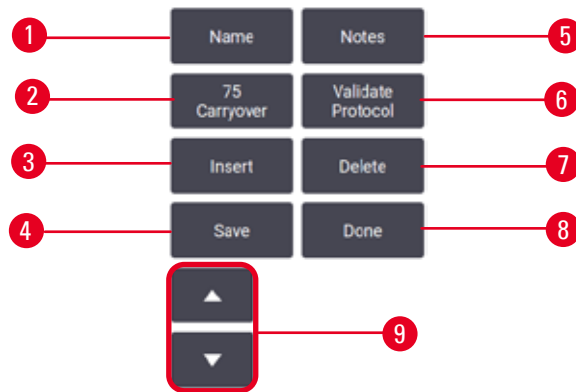 1
Name
Notes
5
2
75
Carryover
Validate
Protocol
6
3
Insert
Delete
7
4
Save
Done
8
9